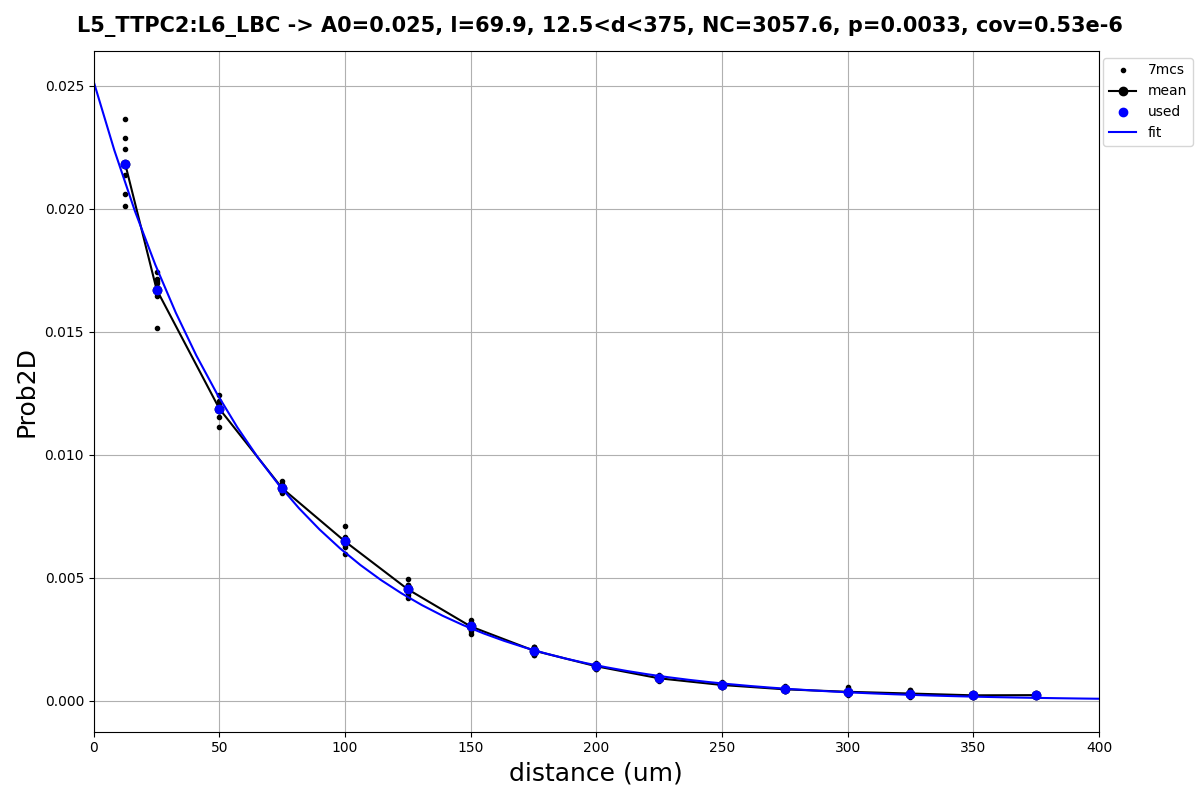 L5_TTPC2:L6_LBC -> A0=0.025, l=69.9, 12.5<d<375, NC=3057.6, p=0.0033, cov=0.53e-6
7mcs
mean
used
fit
0.025
0.020
0.015
0.010
0.005
0.000
Prob2D
0 50 100 150 200 250 300 350 400
distance (um)